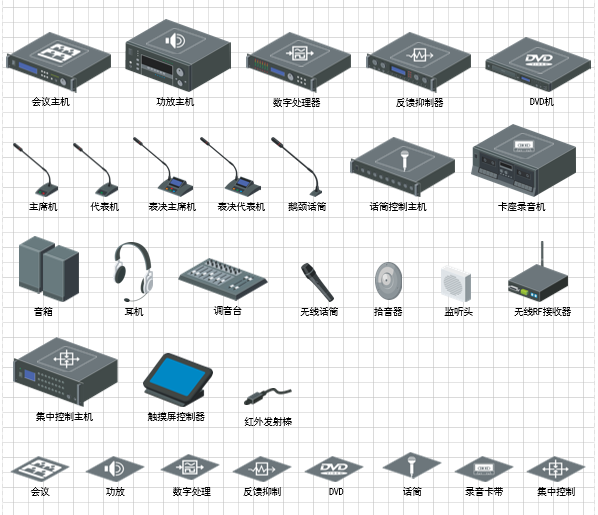 会议主机 功放主机 数字处理器 反馈抑制器 DVD机
主席机 代表机 表决主席机 表决代表机 鹅颈话筒 话筒控制主机 卡座录音机
音箱 耳机 调音台 无线话筒 拾音器 监听头 无线RF接收器
集中控制主机 触摸屏控制器 红外发射棒
会议 功放 数字处理 反馈抑制 DVD 话筒 录音卡带 集中控制